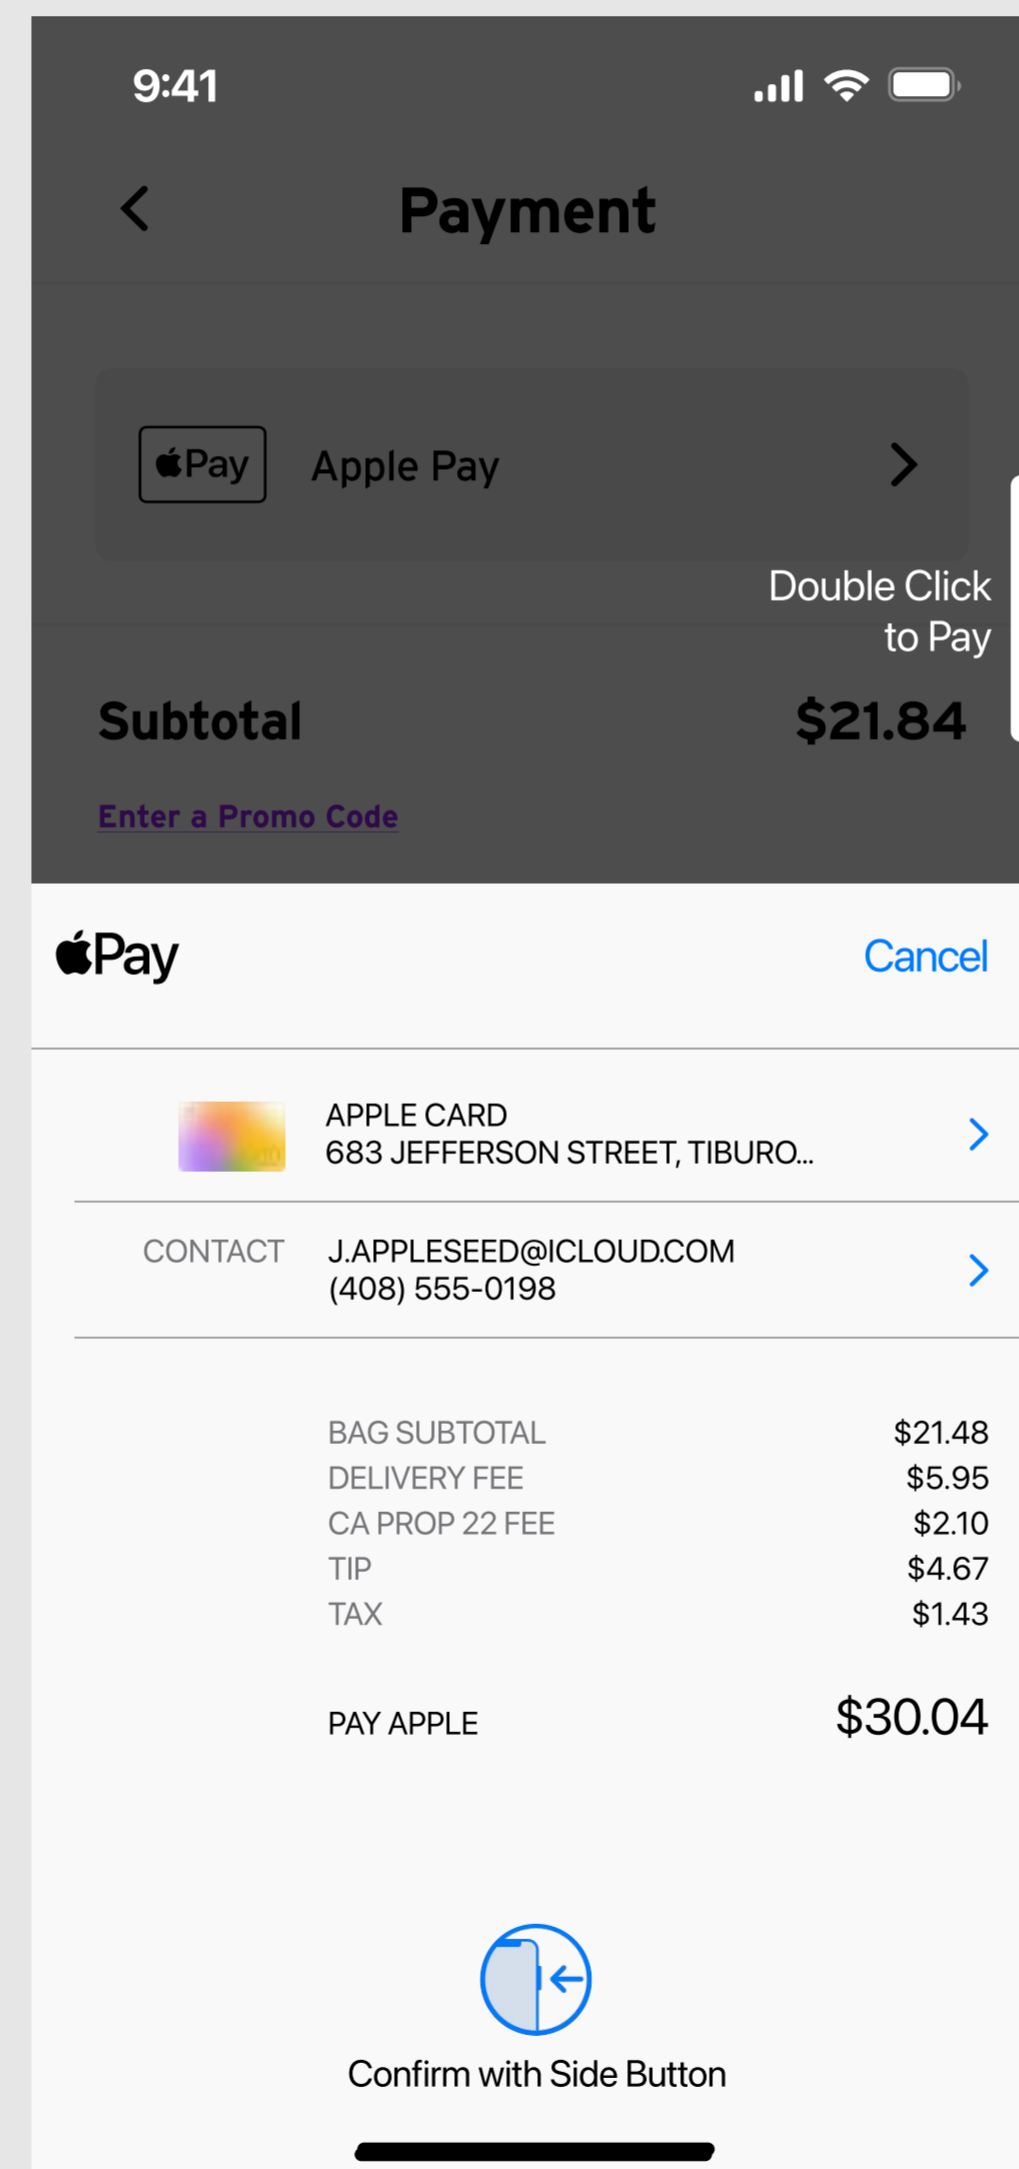 9:41
Payment
Pay
Apple Pay
Double Click
to Pay
Subtotal $21.84
Enter a Promo Code
Pay Cancel
APPLE CARD
683 JEFFERSON STREET, TIBURO...
CONTACT J.APPLESEED@ICLOUD.COM
(408) 555-0198
BAG SUBTOTAL $21.48
DELIVERY FEE $5.95
CA PROP 22 FEE $2.10
TIP $4.67
TAX $1.43
PAY APPLE $30.04
Confirm with Side Button